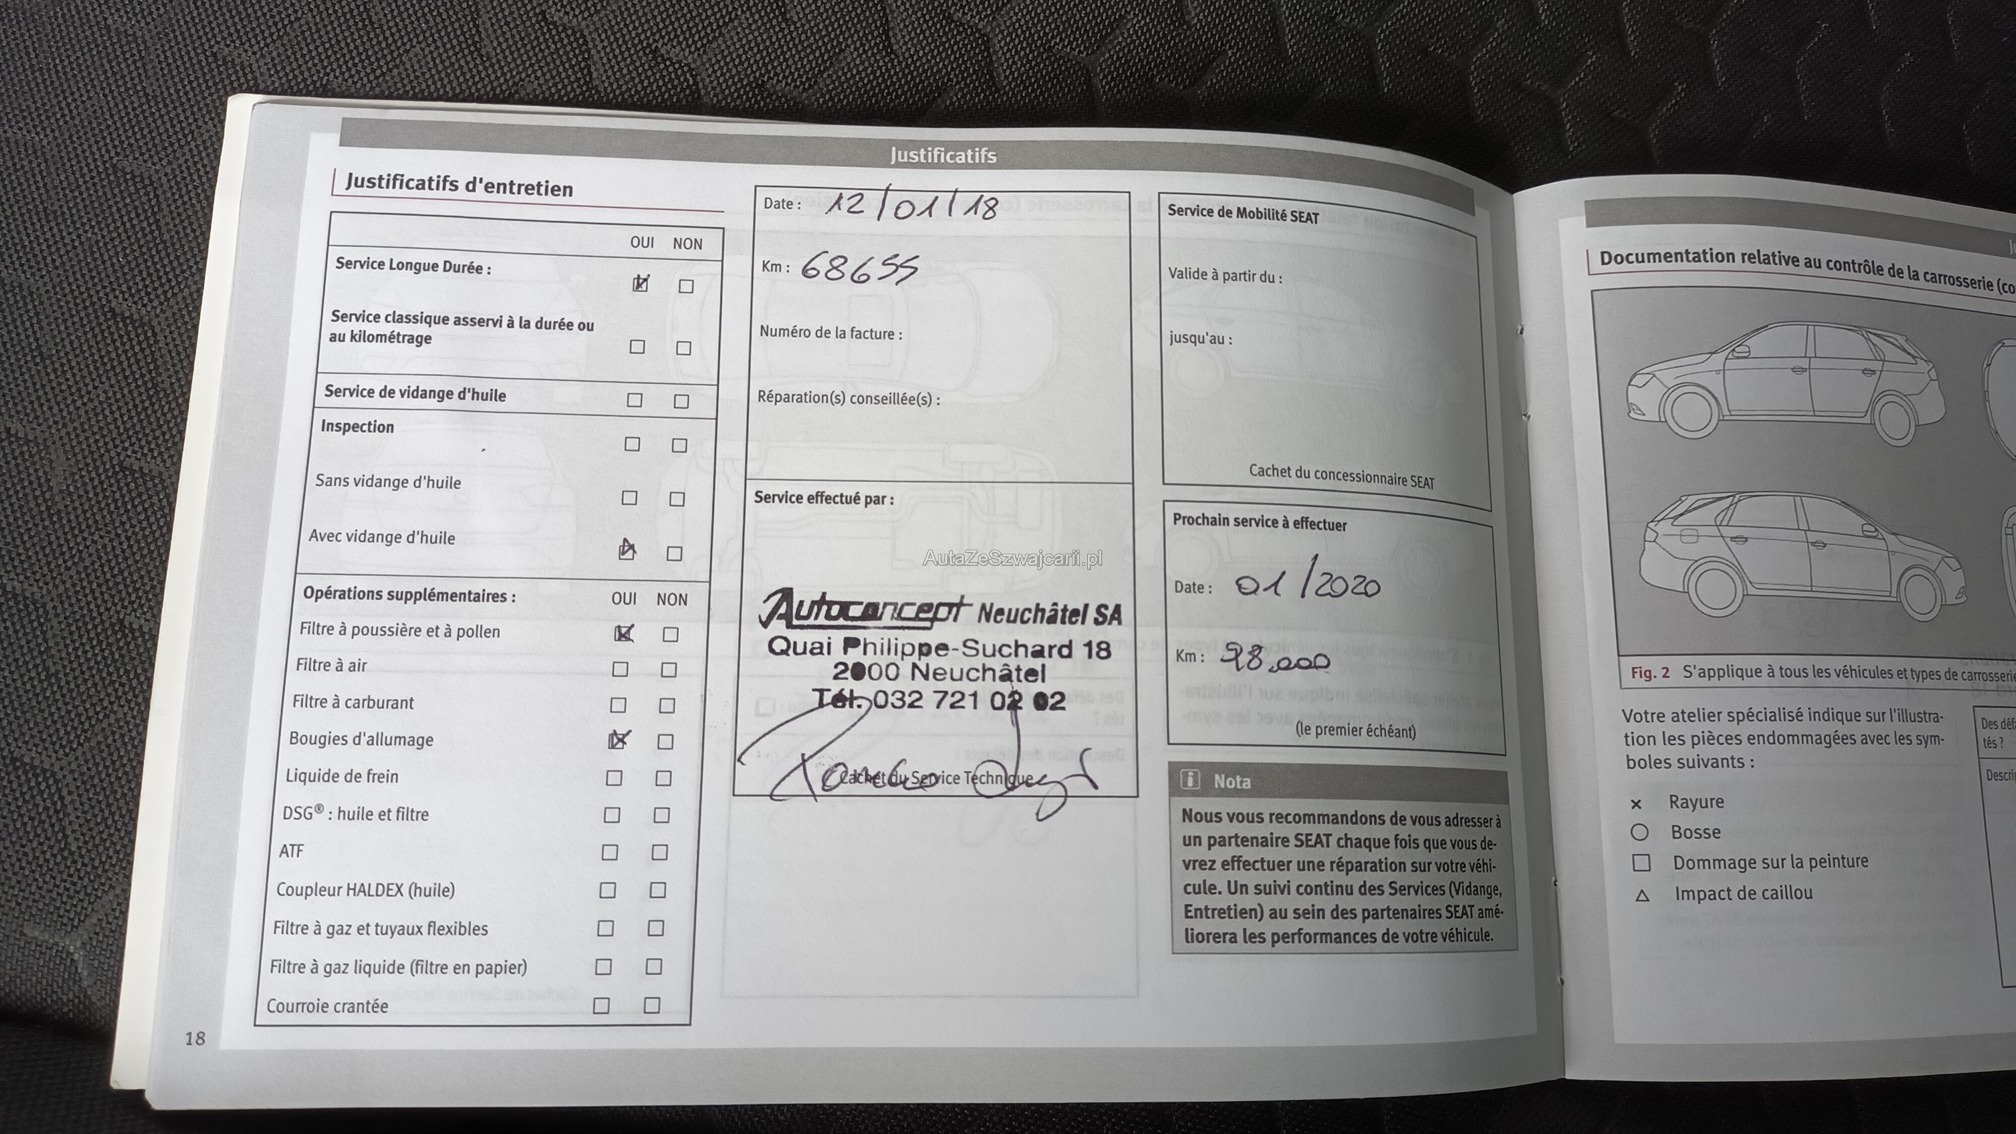 Justificatifs
Justificatifs d'entretien
OUI NON
Service Longue Durée :
Service classique asservi à la durée ou
au kilométrage
Service de vidange d'huile
Inspection
Sans vidange d'huile
Avec vidange d'huile
Opérations supplémentaires : OUI NON
Filtre à poussière et à pollen
Filtre à air
Filtre à carburant
Bougies d'allumage
Liquide de frein
DSG® : huile et filtre
ATF
Coupleur HALDEX (huile)
Filtre à gaz et tuyaux flexibles
Filtre à gaz liquide (filtre en papier)
Courroie crantée
18
Date : 12/01/18
Km : 68655
Numéro de la facture :
Réparation(s) conseillée(s) :
Service effectué par :
AutaZeSzwajcarii.pl
Autoconcept Neuchâtel SA
Quai Philippe-Suchard 18
2000 Neuchâtel
Tél. 032 721 02 02
Cachet du Service Technique
Service de Mobilité SEAT
Valide à partir du :
jusqu'au :
Cachet du concessionnaire SEAT
Prochain service à effectuer
Date : 01/2020
Km : 98.000
(le premier échéant)
i Nota
Nous vous recommandons de vous adresser à
un partenaire SEAT chaque fois que vous de-
vrez effectuer une réparation sur votre véhi-
cule. Un suivi continu des Services (Vidange,
Entretien) au sein des partenaires SEAT amé-
liorera les performances de votre véhicule.
Documentation relative au contrôle de la carrosserie (co
Fig. 2 S'applique à tous les véhicules et types de carrosserie
Votre atelier spécialisé indique sur l'illustra-
tion les pièces endommagées avec les sym-
boles suivants :
× Rayure
○ Bosse
□ Dommage sur la peinture
△ Impact de caillou
Des déf
tés ?
Descri